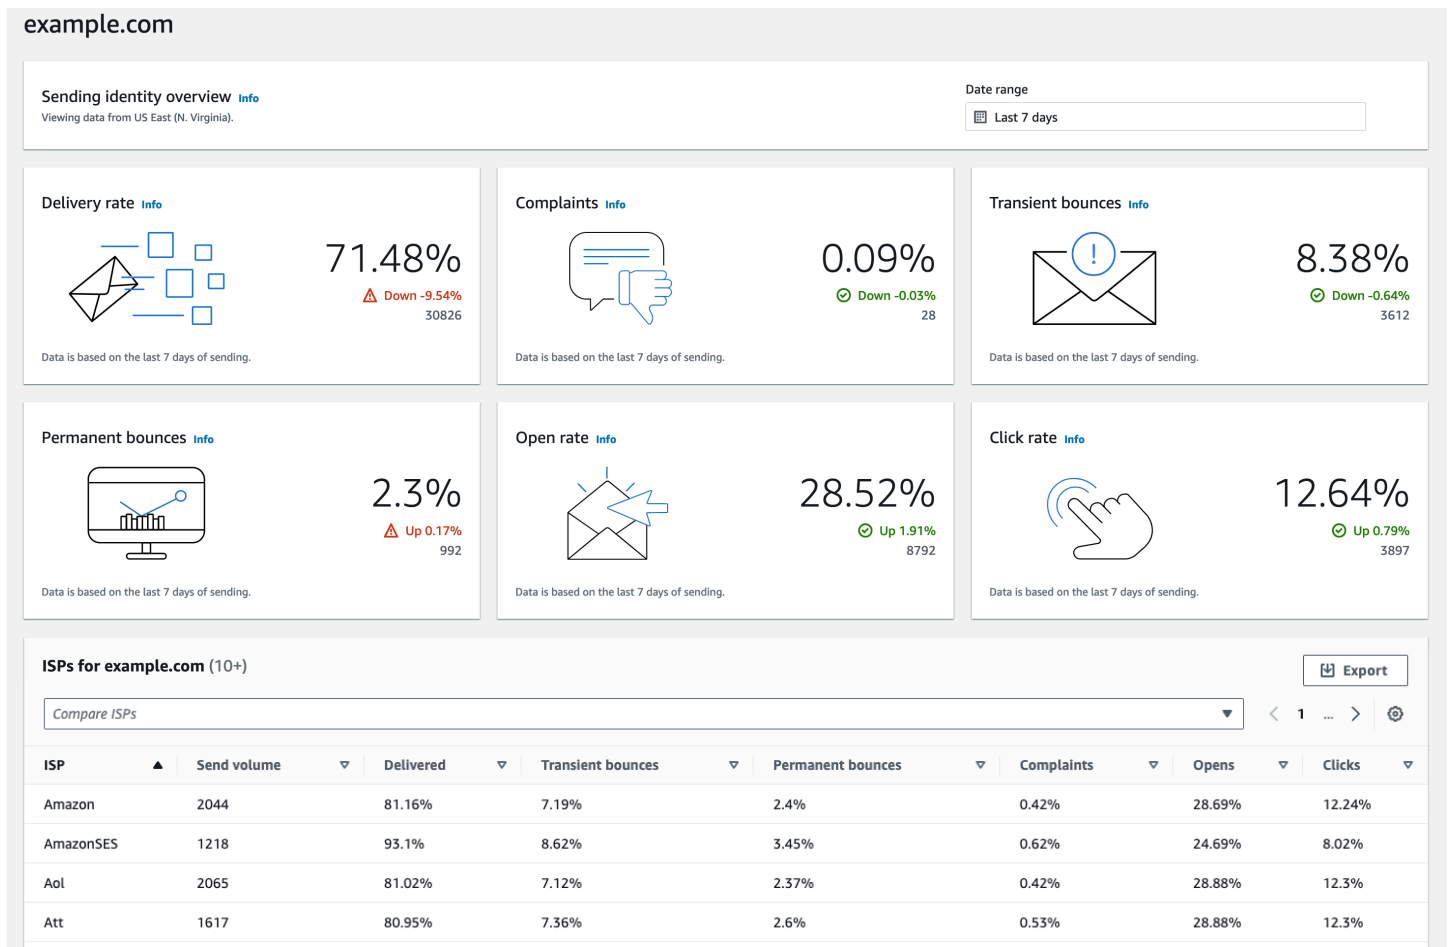 example.com
Sending identity overview Info
Viewing data from US East (N. Virginia).
Date range
Last 7 days
Delivery rate Info
71.48%
Down -9.54%
30826
Data is based on the last 7 days of sending.
Complaints Info
0.09%
Down -0.03%
28
Data is based on the last 7 days of sending.
Transient bounces Info
8.38%
Down -0.64%
3612
Data is based on the last 7 days of sending.
Permanent bounces Info
2.3%
Up 0.17%
992
Data is based on the last 7 days of sending.
Open rate Info
28.52%
Up 1.91%
8792
Data is based on the last 7 days of sending.
Click rate Info
12.64%
Up 0.79%
3897
Data is based on the last 7 days of sending.
ISPs for example.com (10+)
Export
Compare ISPs
1 ...
ISP Send volume Delivered Transient bounces Permanent bounces Complaints Opens Clicks
Amazon 2044 81.16% 7.19% 2.4% 0.42% 28.69% 12.24%
AmazonSES 1218 93.1% 8.62% 3.45% 0.62% 24.69% 8.02%
Aol 2065 81.02% 7.12% 2.37% 0.42% 28.88% 12.3%
Att 1617 80.95% 7.36% 2.6% 0.53% 28.88% 12.3%